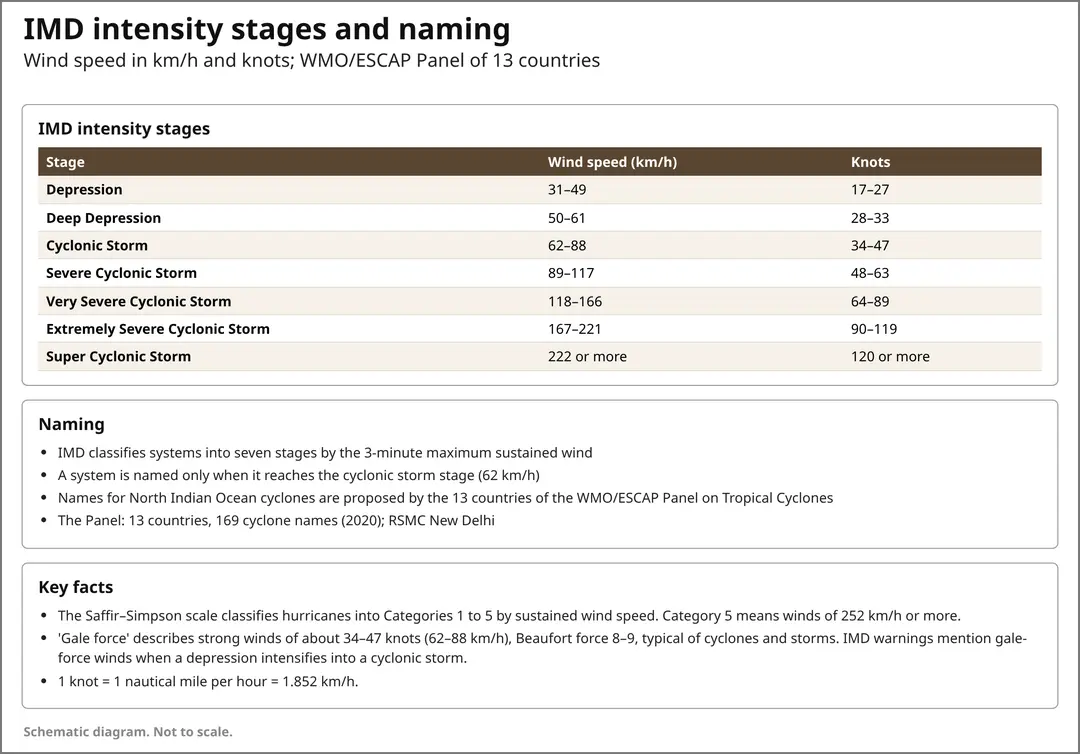 IMD intensity stages and naming
Wind speed in km/h and knots; WMO/ESCAP Panel of 13 countries
IMD intensity stages
Stage Wind speed (km/h) Knots
Depression 31–49 17–27
Deep Depression 50–61 28–33
Cyclonic Storm 62–88 34–47
Severe Cyclonic Storm 89–117 48–63
Very Severe Cyclonic Storm 118–166 64–89
Extremely Severe Cyclonic Storm 167–221 90–119
Super Cyclonic Storm 222 or more 120 or more
Naming
• IMD classifies systems into seven stages by the 3-minute maximum sustained wind
• A system is named only when it reaches the cyclonic storm stage (62 km/h)
• Names for North Indian Ocean cyclones are proposed by the 13 countries of the WMO/ESCAP Panel on Tropical Cyclones
• The Panel: 13 countries, 169 cyclone names (2020); RSMC New Delhi
Key facts
• The Saffir–Simpson scale classifies hurricanes into Categories 1 to 5 by sustained wind speed. Category 5 means winds of 252 km/h or more.
• 'Gale force' describes strong winds of about 34–47 knots (62–88 km/h), Beaufort force 8–9, typical of cyclones and storms. IMD warnings mention gale-
force winds when a depression intensifies into a cyclonic storm.
• 1 knot = 1 nautical mile per hour = 1.852 km/h.
Schematic diagram. Not to scale.